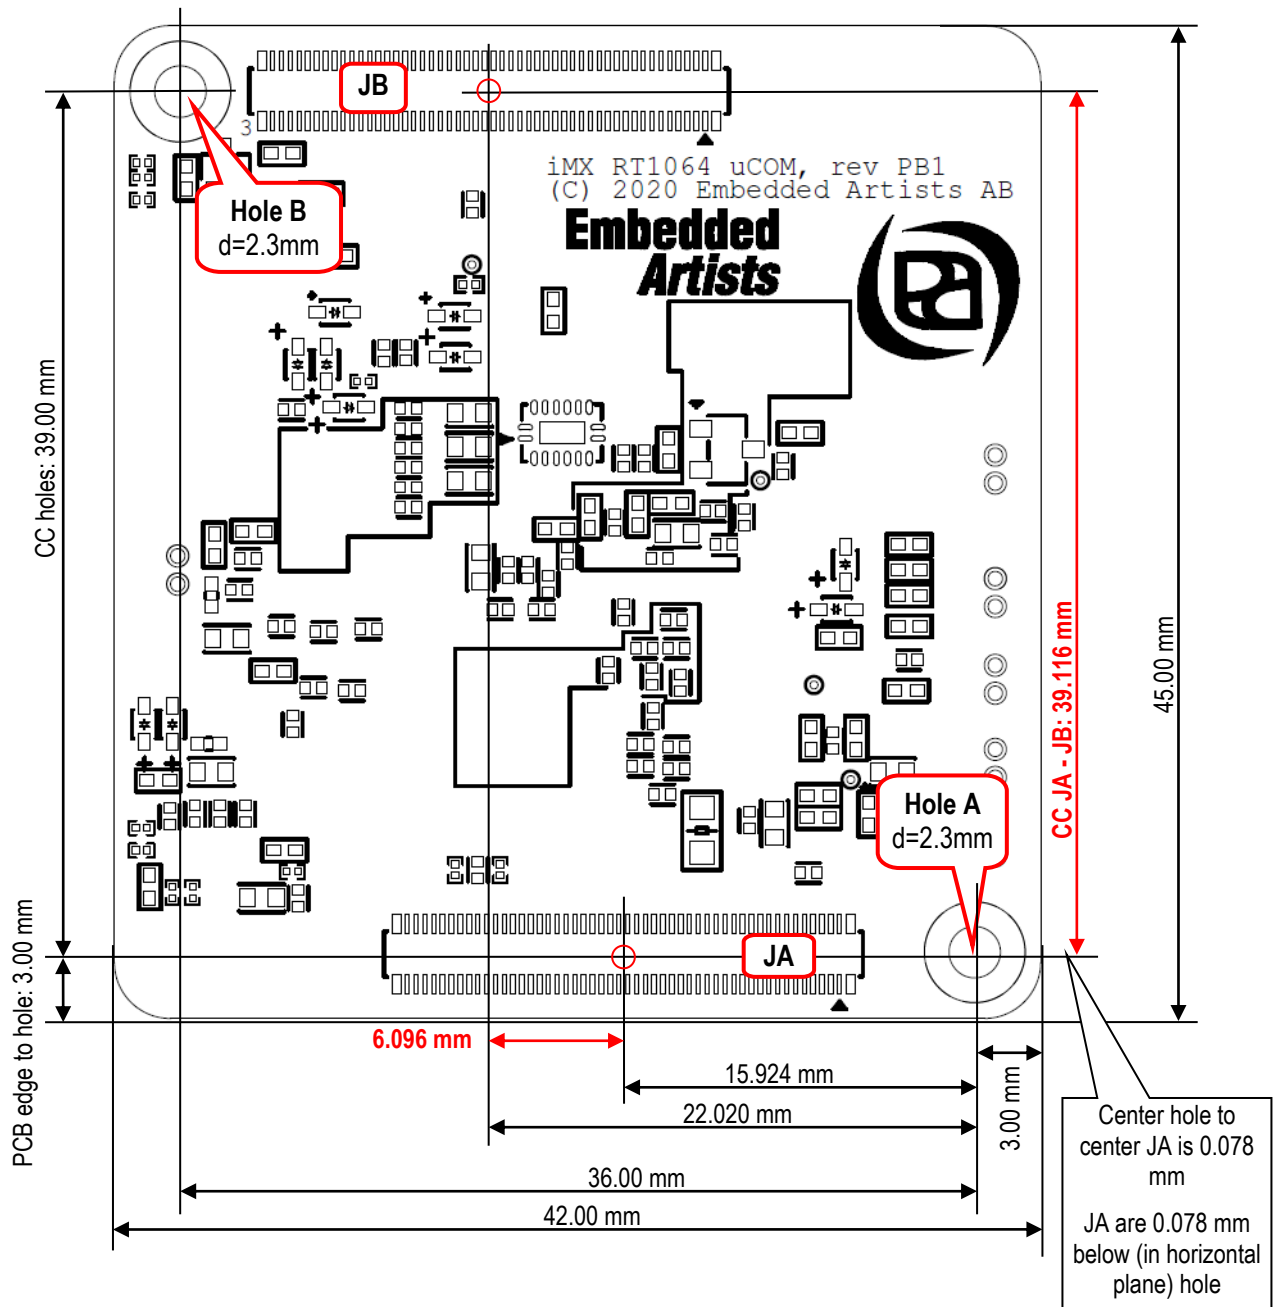 JB
3
iMX RT1064 uCOM, rev PB1
(C) 2020 Embedded Artists AB
Embedded
Artists
Hole B
d=2.3mm
CC holes: 39.00 mm
CC JA - JB: 39.116 mm
45.00 mm
Hole A
d=2.3mm
JA
PCB edge to hole: 3.00 mm
6.096 mm
15.924 mm
22.020 mm
3.00 mm
36.00 mm
42.00 mm
Center hole to
center JA is 0.078
mm
JA are 0.078 mm
below (in horizontal
plane) hole